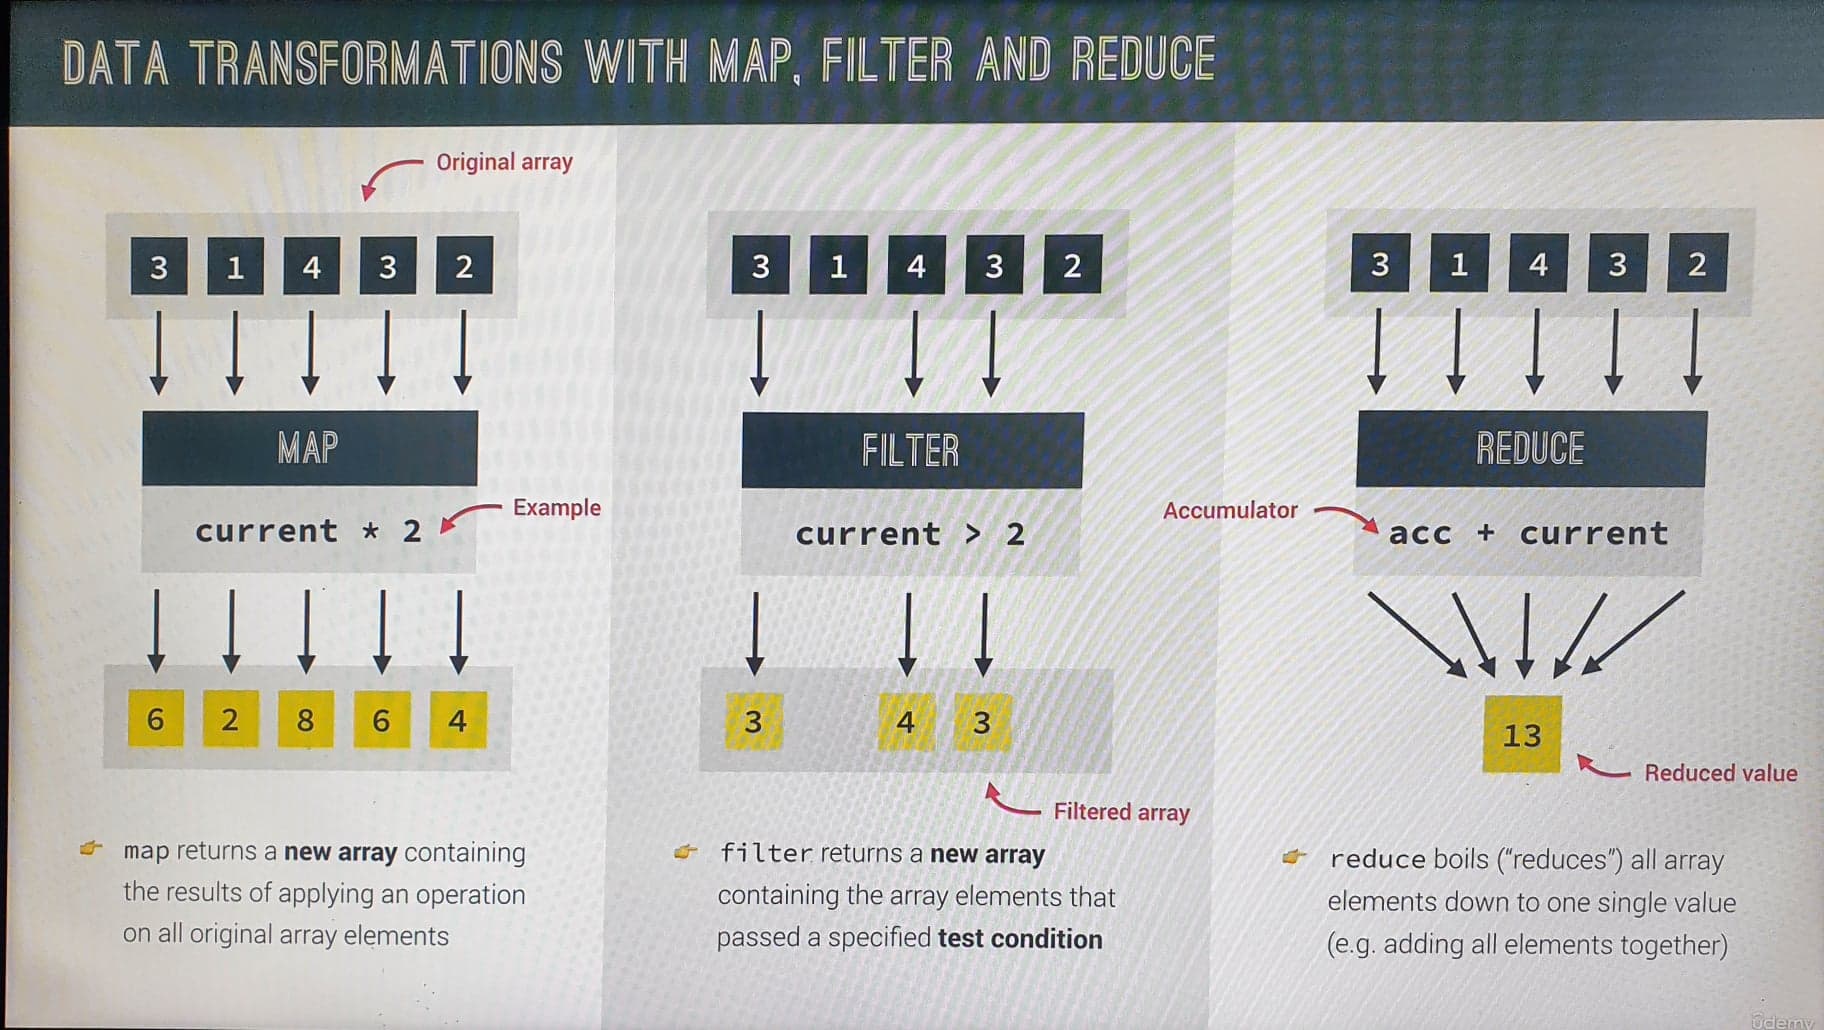 DATA TRANSFORMATIONS WITH MAP, FILTER AND REDUCE
Original array
3 1 4 3 2
MAP
current * 2
Example
6 2 8 6 4
map returns a new array containing
the results of applying an operation
on all original array elements
3 1 4 3 2
FILTER
current > 2
3 4 3
Filtered array
filter returns a new array
containing the array elements that
passed a specified test condition
3 1 4 3 2
REDUCE
Accumulator
acc + current
13
Reduced value
reduce boils ("reduces") all array
elements down to one single value
(e.g. adding all elements together)
Udemy